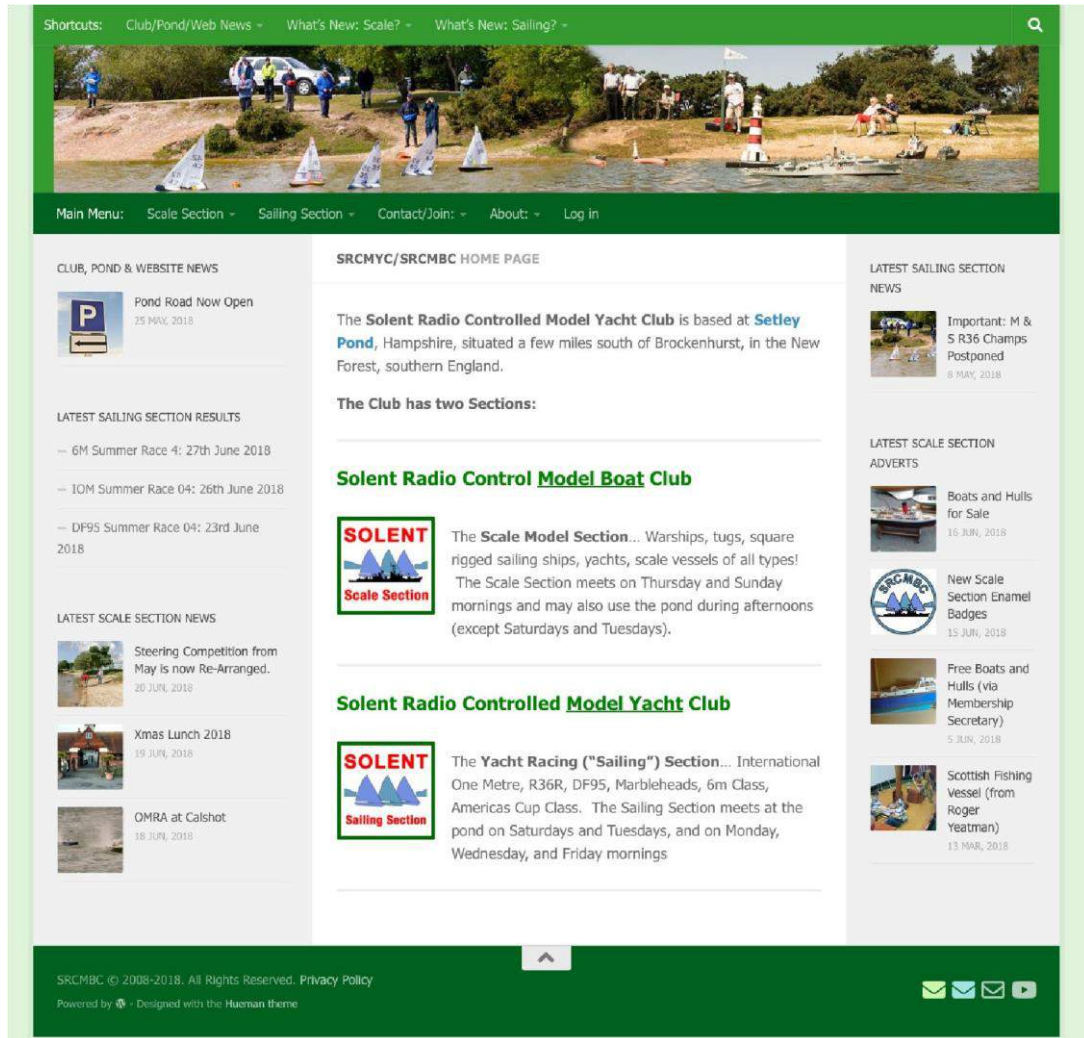 Shortcuts: Club/Pond/Web News What's New: Scale? What's New: Sailing?
Main Menu: Scale Section Sailing Section Contact/Join: About: Log in
CLUB, POND & WEBSITE NEWS
P
Pond Road Now Open
25 MAY, 2018
LATEST SAILING SECTION RESULTS
— 6M Summer Race 4: 27th June 2018
— IOM Summer Race 04: 26th June 2018
— DF95 Summer Race 04: 23rd June
2018
LATEST SCALE SECTION NEWS
Steering Competition from
May is now Re-Arranged.
20 JUN, 2018
Xmas Lunch 2018
19 JUN, 2018
OMRA at Calshot
18 JUN, 2018
SRCMYC/SRCMBC HOME PAGE
The Solent Radio Controlled Model Yacht Club is based at Setley
Pond, Hampshire, situated a few miles south of Brockenhurst, in the New
Forest, southern England.
The Club has two Sections:
Solent Radio Control Model Boat Club
SOLENT
Scale Section
The Scale Model Section... Warships, tugs, square
rigged sailing ships, yachts, scale vessels of all types!
The Scale Section meets on Thursday and Sunday
mornings and may also use the pond during afternoons
(except Saturdays and Tuesdays).
Solent Radio Controlled Model Yacht Club
SOLENT
Sailing Section
The Yacht Racing ("Sailing") Section... International
One Metre, R36R, DF95, Marbleheads, 6m Class,
Americas Cup Class. The Sailing Section meets at the
pond on Saturdays and Tuesdays, and on Monday,
Wednesday, and Friday mornings
LATEST SAILING SECTION
NEWS
Important: M &
S R36 Champs
Postponed
8 MAY, 2018
LATEST SCALE SECTION
ADVERTS
Boats and Hulls
for Sale
16 JUN, 2018
SRCMBC
New Scale
Section Enamel
Badges
15 JUN, 2018
Free Boats and
Hulls (via
Membership
Secretary)
5 JUN, 2018
Scottish Fishing
Vessel (from
Roger
Yeatman)
13 MAR, 2018
SRCMBC © 2008-2018. All Rights Reserved. Privacy Policy
Powered by - Designed with the Hueman theme